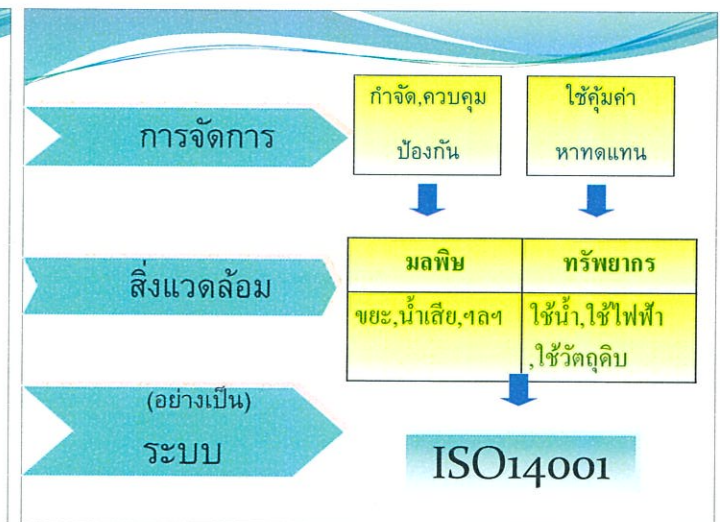 การจัดการ
กำจัด,ควบคุม
ป้องกัน
ใช้คุ้มค่า
หาทดแทน
สิ่งแวดล้อม
มลพิษ
ทรัพยากร
ขยะ,น้ำเสีย,ฯลฯ
ใช้น้ำ,ใช้ไฟฟ้า
,ใช้วัตถุดิบ
(อย่างเป็น)
ระบบ
ISO14001